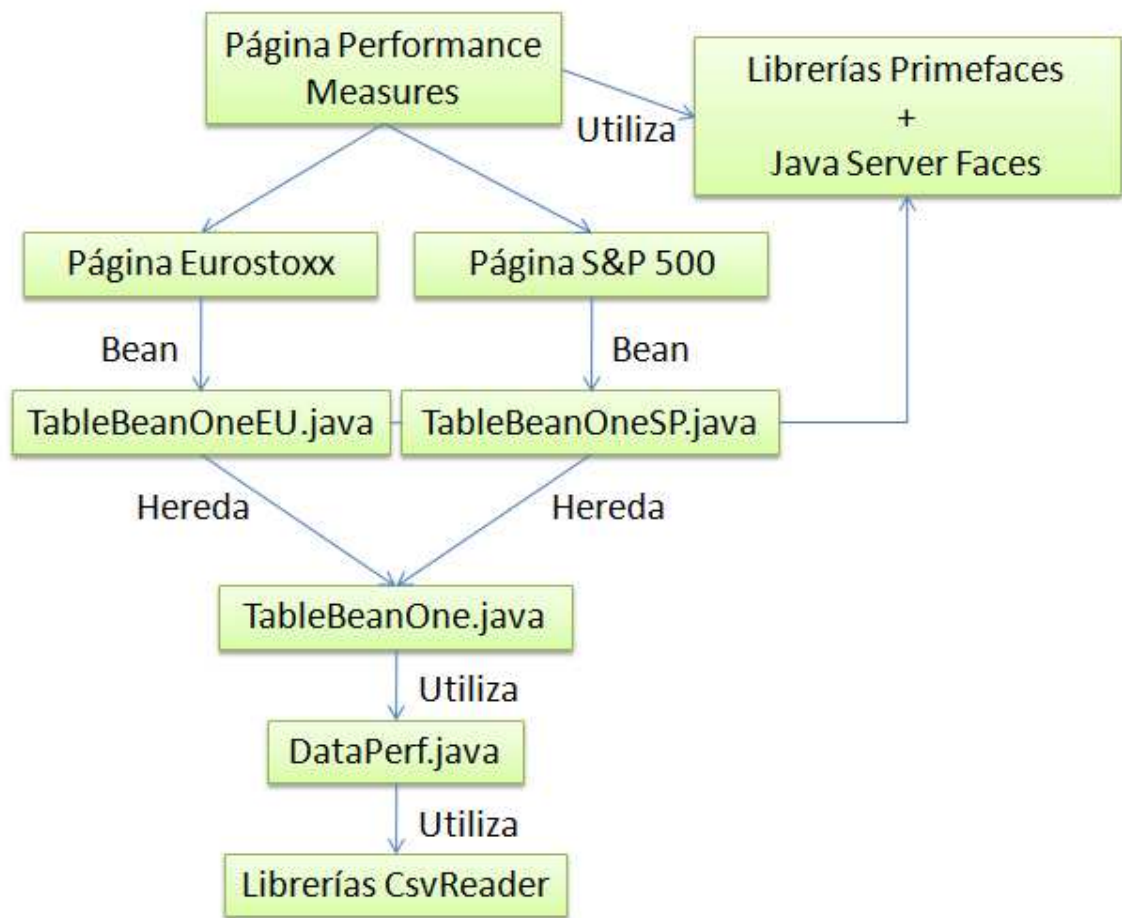 Página Performance
Measures
Librerías Primefaces
+
Java Server Faces
Utiliza
Página Eurostoxx
Página S&P 500
Bean
Bean
TableBeanOneEU.java
TableBeanOneSP.java
Hereda
Hereda
TableBeanOne.java
Utiliza
DataPerf.java
Utiliza
Librerías CsvReader